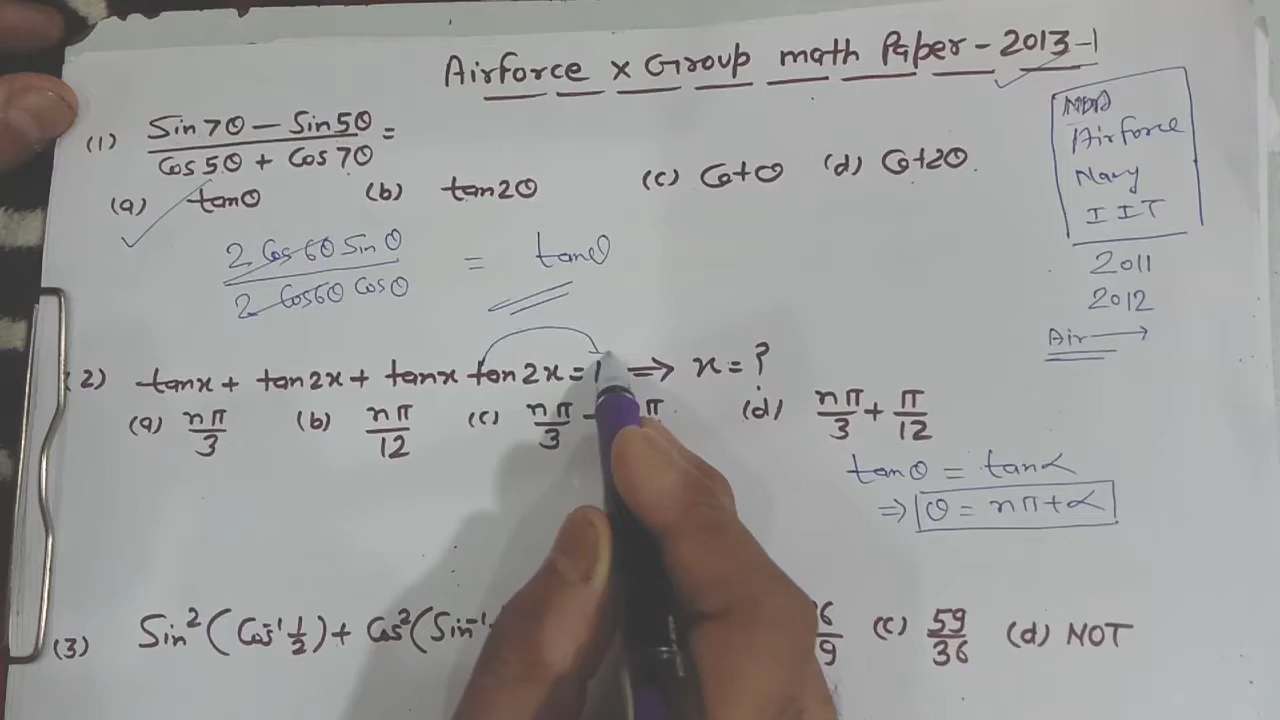 Airforce x Group math Paper - 2013-1
NDA
Airforce
Navy
IIT
2011
2012
Air →
(1) Sin7θ - Sin5θ / Cos5θ + Cos7θ =
(a) tanθ (b) tan2θ (c) Cotθ (d) Cot2θ.
2 Cos6θ Sinθ / 2 Cos6θ Cosθ = tanθ
(2) tanx + tan2x + tanx tan2x = 1 ⇒ x = ?
(a) nπ/3 (b) nπ/12 (c) nπ/3 - π (d) nπ/3 + π/12
tanθ = tanα
⇒ θ = nπ+α
(3) Sin²(Cos⁻¹ 1/2) + Cos²(Sin⁻¹ (c) 59/36 (d) NOT